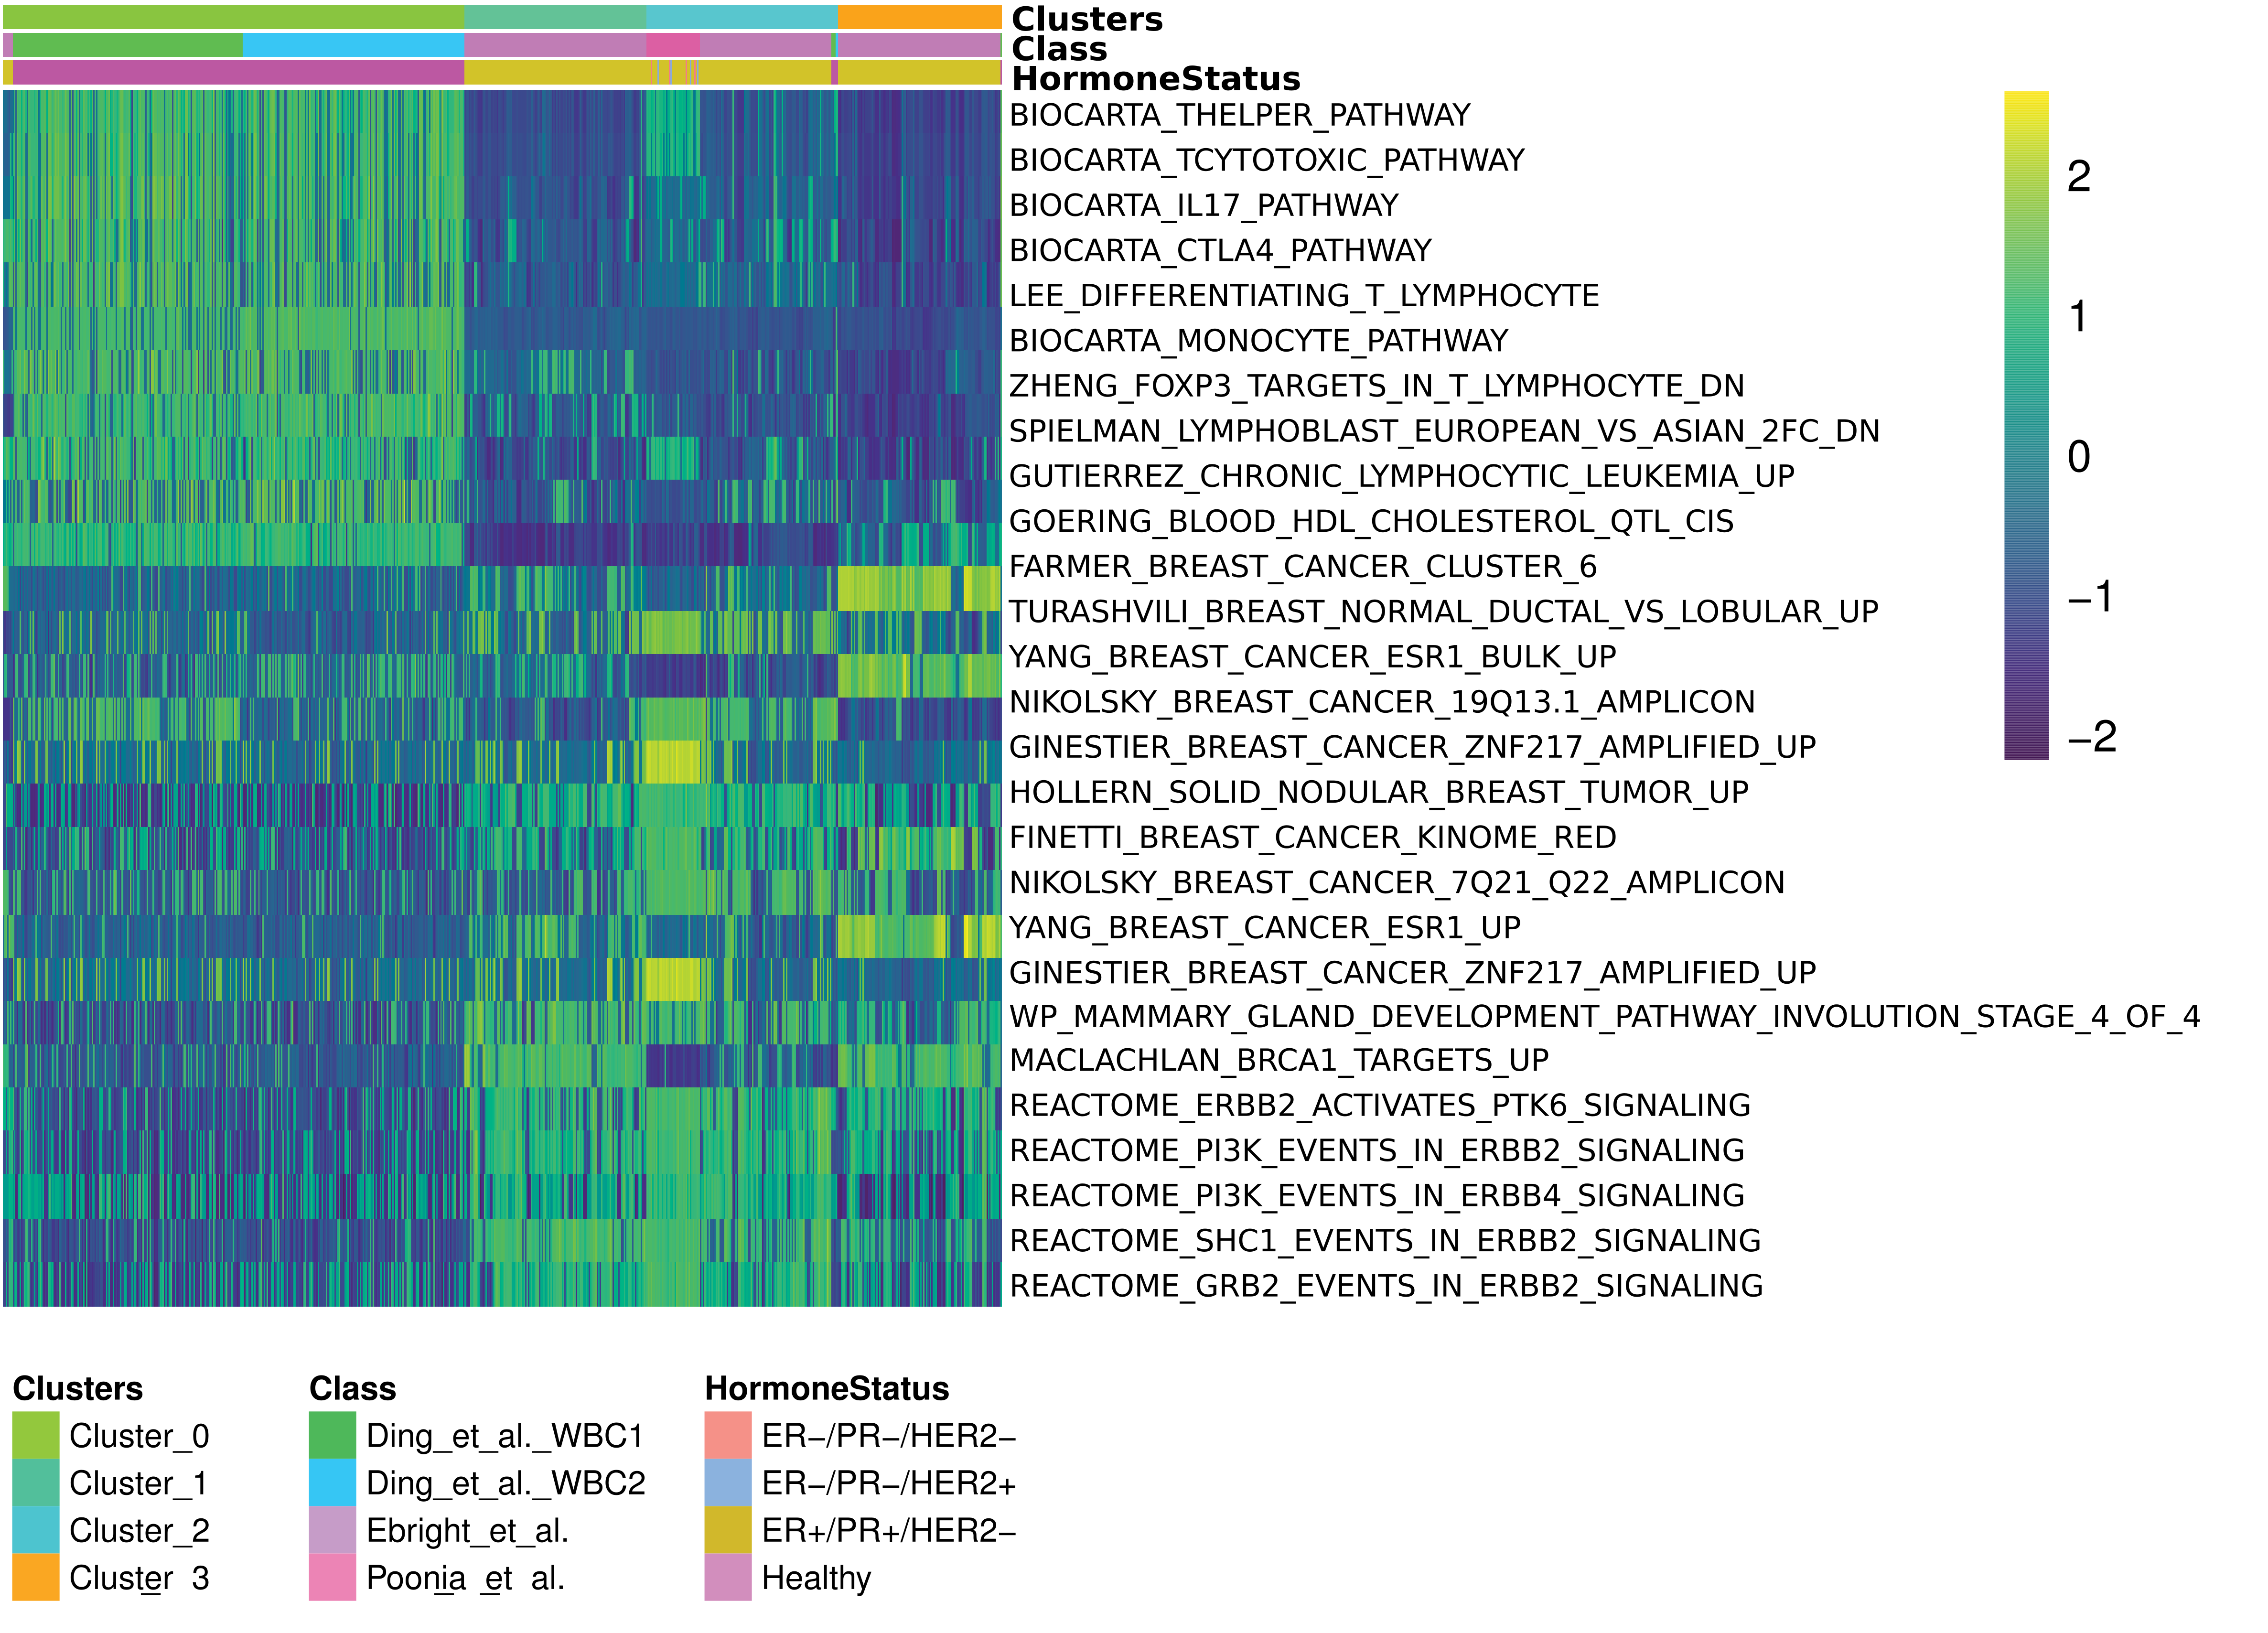 Clusters
Class
HormoneStatus
BIOCARTA_THELPER_PATHWAY
BIOCARTA_TCYTOTOXIC_PATHWAY
BIOCARTA_IL17_PATHWAY
BIOCARTA_CTLA4_PATHWAY
LEE_DIFFERENTIATING_T_LYMPHOCYTE
BIOCARTA_MONOCYTE_PATHWAY
ZHENG_FOXP3_TARGETS_IN_T_LYMPHOCYTE_DN
SPIELMAN_LYMPHOBLAST_EUROPEAN_VS_ASIAN_2FC_DN
GUTIERREZ_CHRONIC_LYMPHOCYTIC_LEUKEMIA_UP
GOERING_BLOOD_HDL_CHOLESTEROL_QTL_CIS
FARMER_BREAST_CANCER_CLUSTER_6
TURASHVILI_BREAST_NORMAL_DUCTAL_VS_LOBULAR_UP
YANG_BREAST_CANCER_ESR1_BULK_UP
NIKOLSKY_BREAST_CANCER_19Q13.1_AMPLICON
GINESTIER_BREAST_CANCER_ZNF217_AMPLIFIED_UP
HOLLERN_SOLID_NODULAR_BREAST_TUMOR_UP
FINETTI_BREAST_CANCER_KINOME_RED
NIKOLSKY_BREAST_CANCER_7Q21_Q22_AMPLICON
YANG_BREAST_CANCER_ESR1_UP
GINESTIER_BREAST_CANCER_ZNF217_AMPLIFIED_UP
WP_MAMMARY_GLAND_DEVELOPMENT_PATHWAY_INVOLUTION_STAGE_4_OF_4
MACLACHLAN_BRCA1_TARGETS_UP
REACTOME_ERBB2_ACTIVATES_PTK6_SIGNALING
REACTOME_PI3K_EVENTS_IN_ERBB2_SIGNALING
REACTOME_PI3K_EVENTS_IN_ERBB4_SIGNALING
REACTOME_SHC1_EVENTS_IN_ERBB2_SIGNALING
REACTOME_GRB2_EVENTS_IN_ERBB2_SIGNALING
2
1
0
−1
−2
Clusters
Cluster_0
Cluster_1
Cluster_2
Cluster_3
Class
Ding_et_al._WBC1
Ding_et_al._WBC2
Ebright_et_al.
Poonia_et_al.
HormoneStatus
ER−/PR−/HER2−
ER−/PR−/HER2+
ER+/PR+/HER2−
Healthy